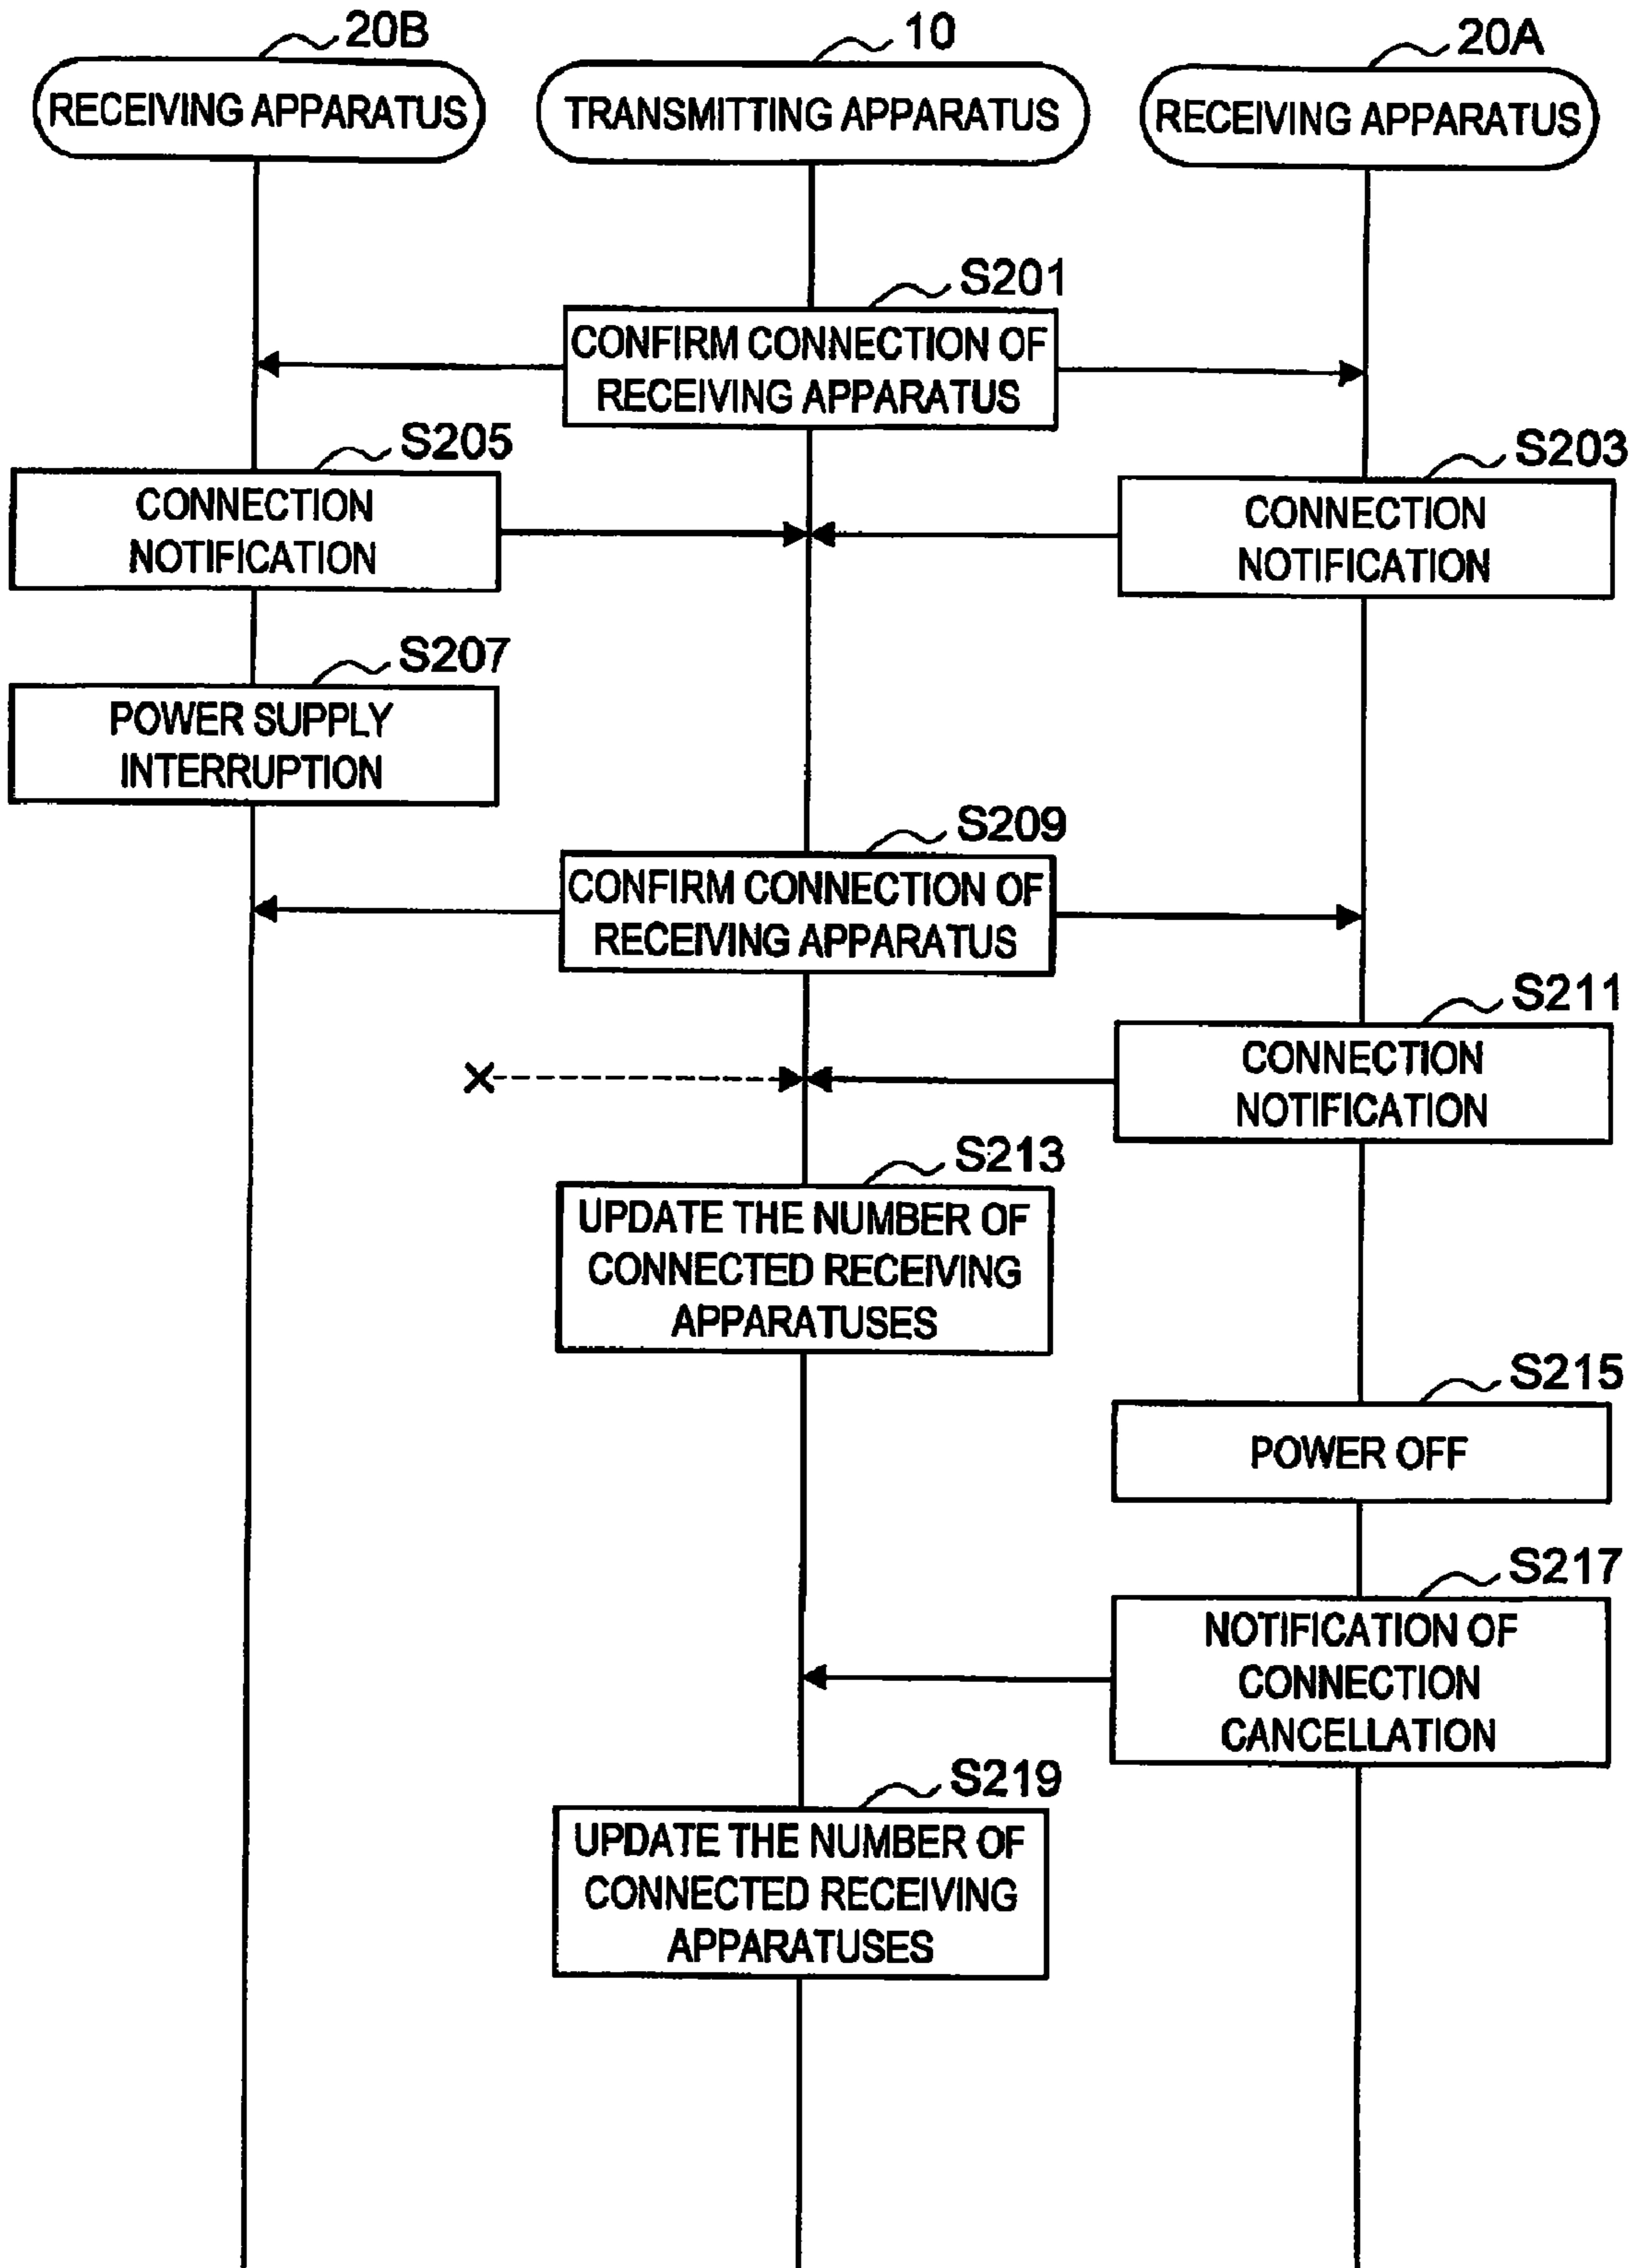 20B
10
20A
RECEIVING APPARATUS
TRANSMITTING APPARATUS
RECEIVING APPARATUS
S201
CONFIRM CONNECTION OF
RECEIVING APPARATUS
S205
CONNECTION
NOTIFICATION
S203
CONNECTION
NOTIFICATION
S207
POWER SUPPLY
INTERRUPTION
S209
CONFIRM CONNECTION OF
RECEIVING APPARATUS
S211
CONNECTION
NOTIFICATION
S213
UPDATE THE NUMBER OF
CONNECTED RECEIVING
APPARATUSES
S215
POWER OFF
S217
NOTIFICATION OF
CONNECTION
CANCELLATION
S219
UPDATE THE NUMBER OF
CONNECTED RECEIVING
APPARATUSES